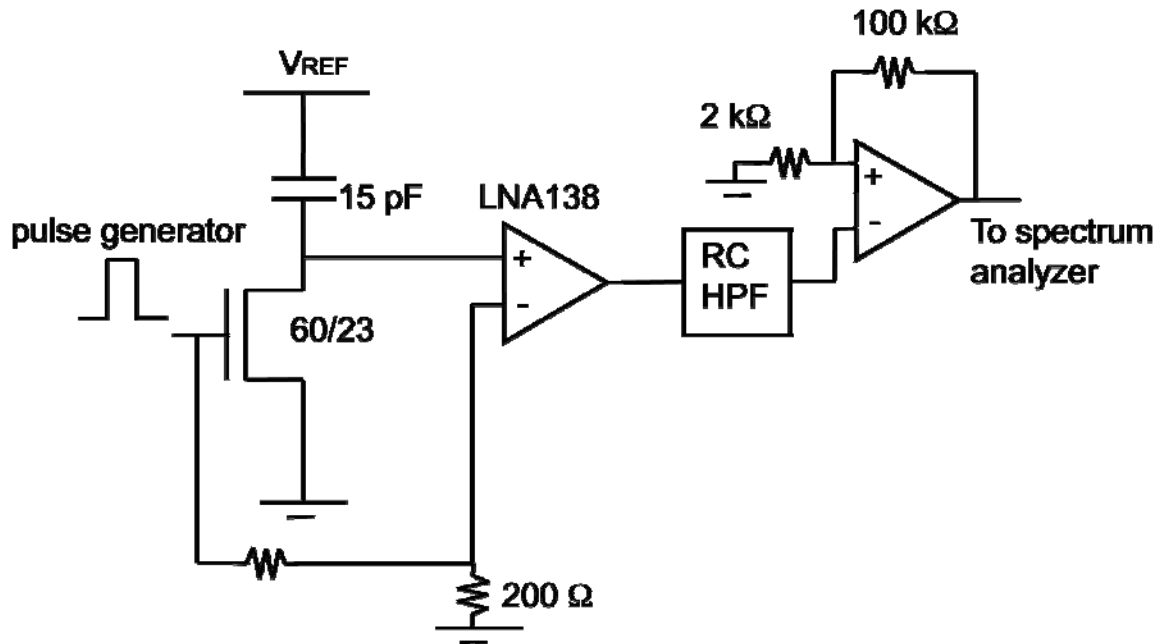 100 kΩ
VREF
2 kΩ
15 pF
LNA138
pulse generator
+
-
To spectrum
analyzer
+
-
RC
HPF
60/23
200 Ω